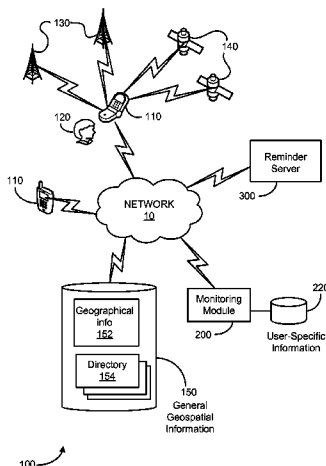 130
140
110
120
Reminder
Server
300
110
NETWORK
10
220
Monitoring
Module
200
User-Specific
Information
Geographical
info
152
Directory
154
150
General
Geospatial
Information
100